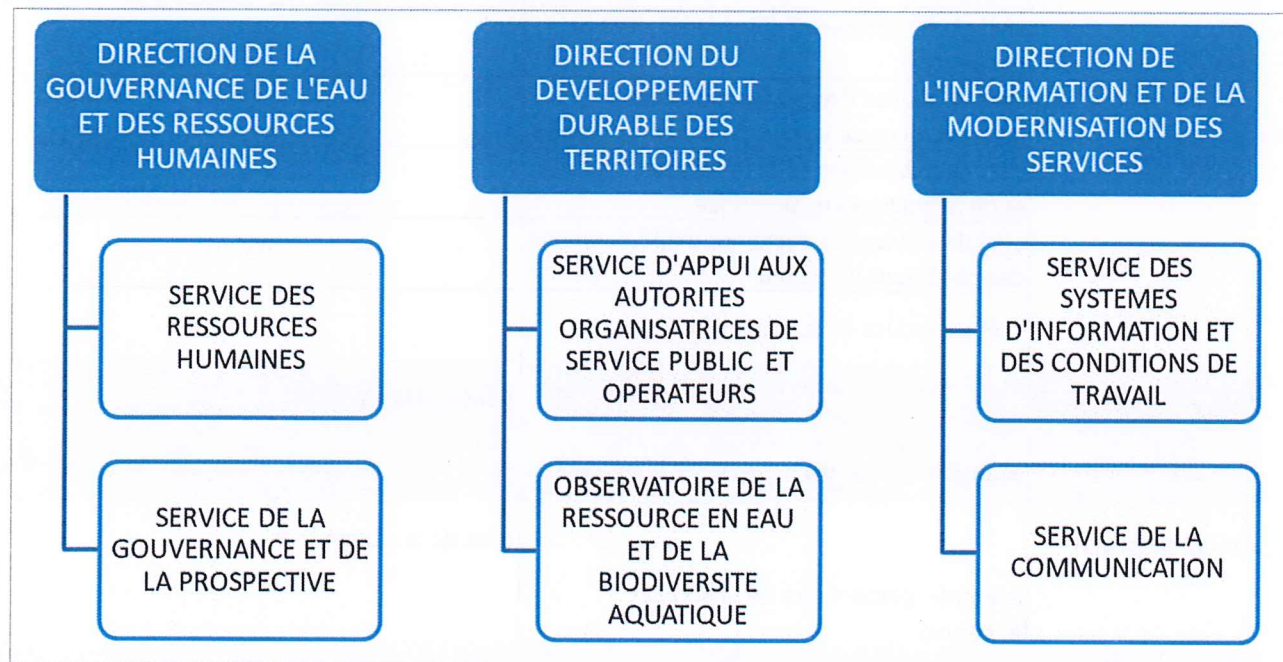 DIRECTION DE LA
GOUVERNANCE DE L'EAU
ET DES RESSOURCES
HUMAINES
SERVICE DES
RESSOURCES
HUMAINES
SERVICE DE LA
GOUVERNANCE ET DE
LA PROSPECTIVE
DIRECTION DU
DEVELOPPEMENT
DURABLE DES
TERRITOIRES
SERVICE D'APPUI AUX
AUTORITES
ORGANISATRICES DE
SERVICE PUBLIC ET
OPERATEURS
OBSERVATOIRE DE LA
RESSOURCE EN EAU
ET DE LA
BIODIVERSITE
AQUATIQUE
DIRECTION DE
L'INFORMATION ET DE LA
MODERNISATION DES
SERVICES
SERVICE DES
SYSTEMES
D'INFORMATION ET
DES CONDITIONS DE
TRAVAIL
SERVICE DE LA
COMMUNICATION